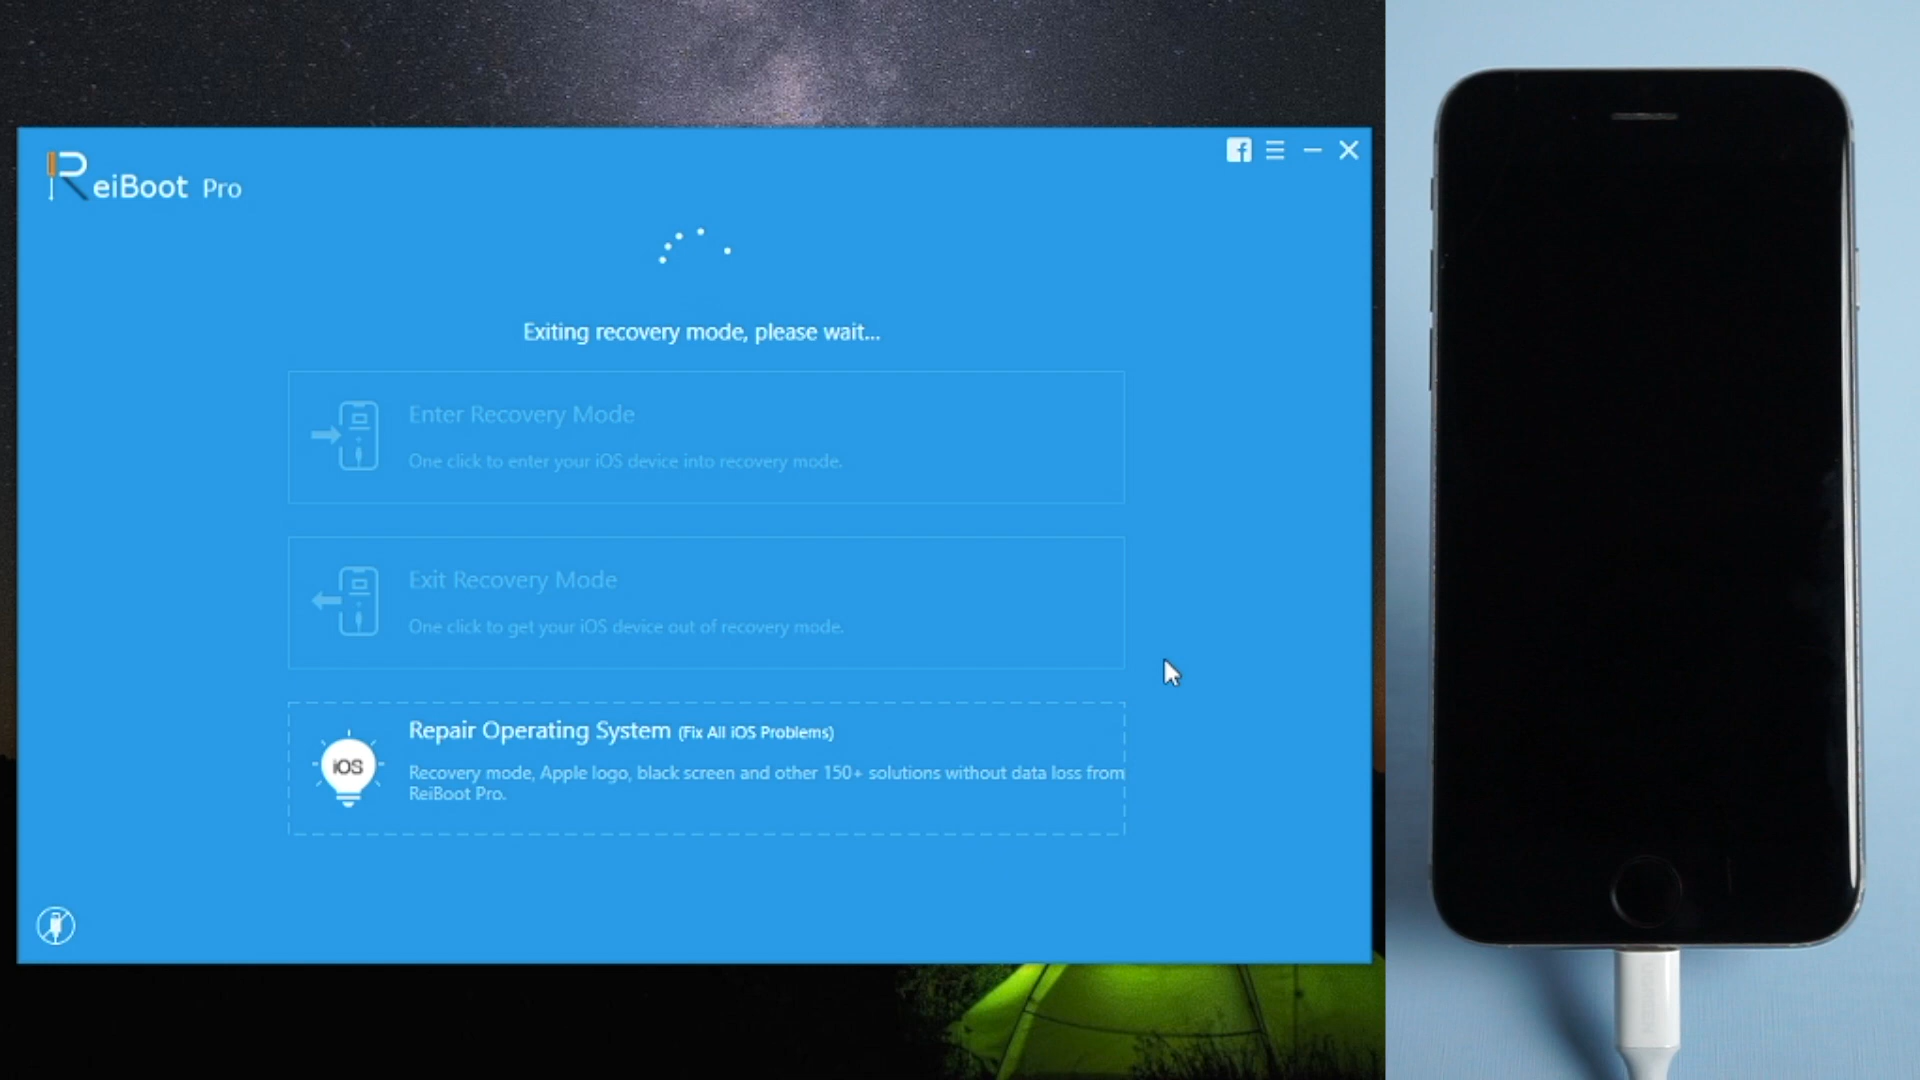 ReiBoot Pro
Exiting recovery mode, please wait...
Enter Recovery Mode
One click to enter your iOS device into recovery mode.
Exit Recovery Mode
One click to get your iOS device out of recovery mode.
Repair Operating System (Fix All iOS Problems)
iOS
Recovery mode, Apple logo, black screen and other 150+ solutions without data loss from
ReiBoot Pro.